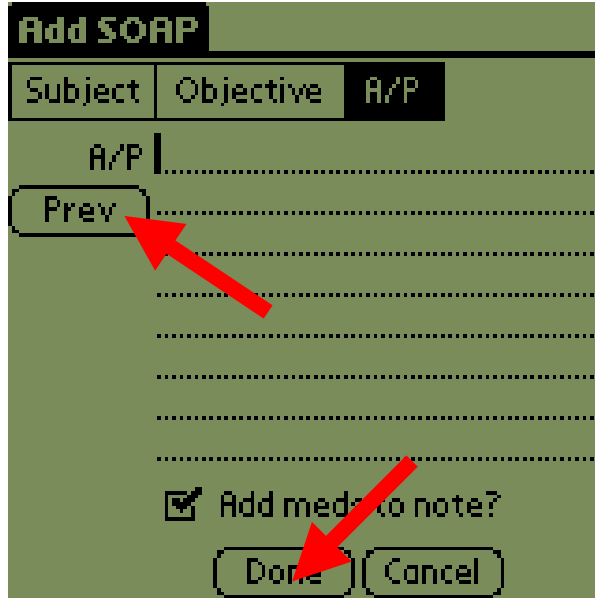 Add SOAP
Subject Objective A/P
A/P
Prev
Add meds to note?
Done Cancel